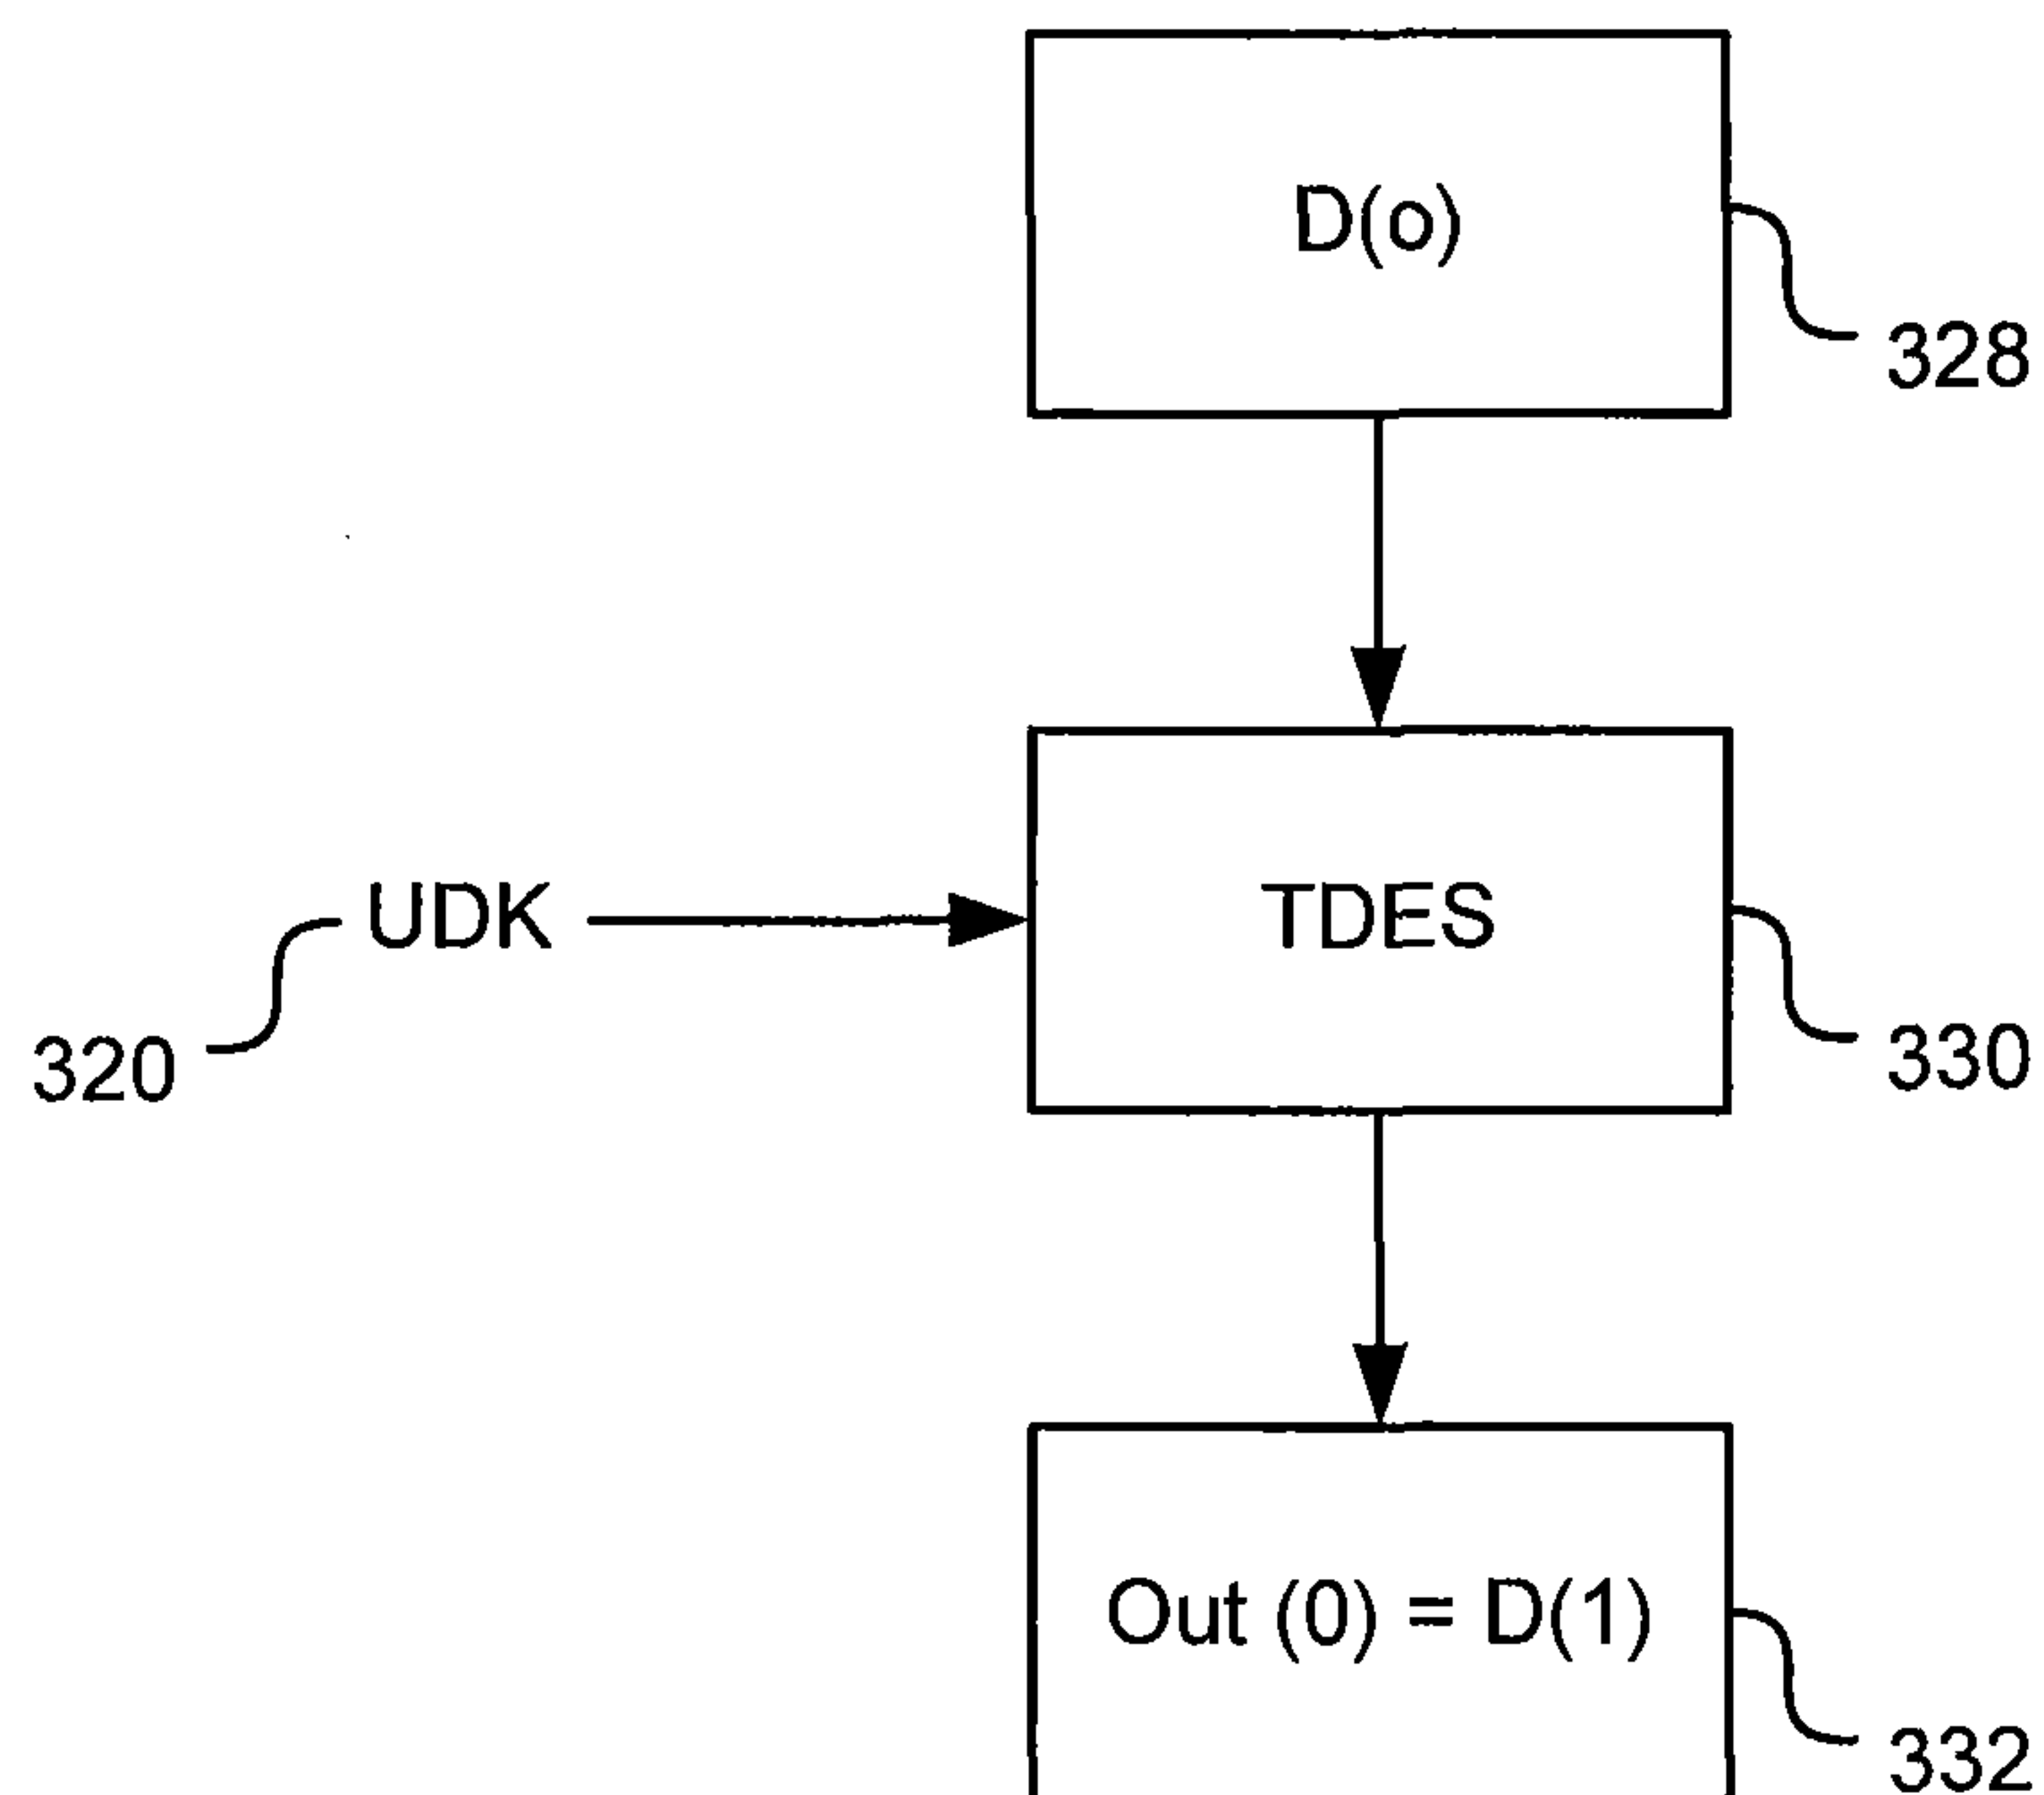 D(o)
328
UDK
TDES
320
330
Out (0) = D(1)
332